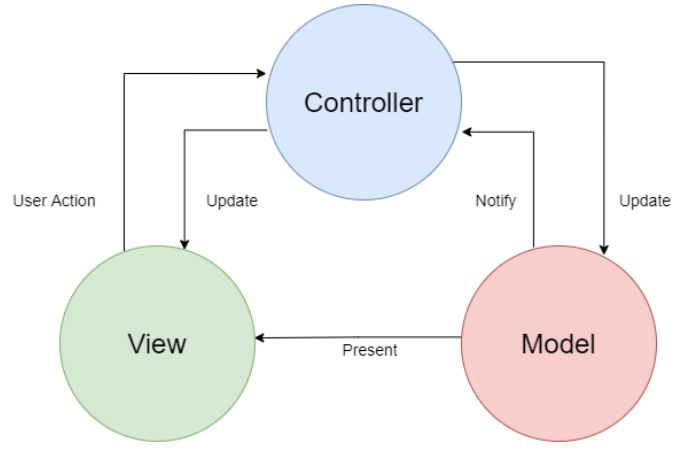 Controller
User Action
Update
Notify
Update
View
Present
Model